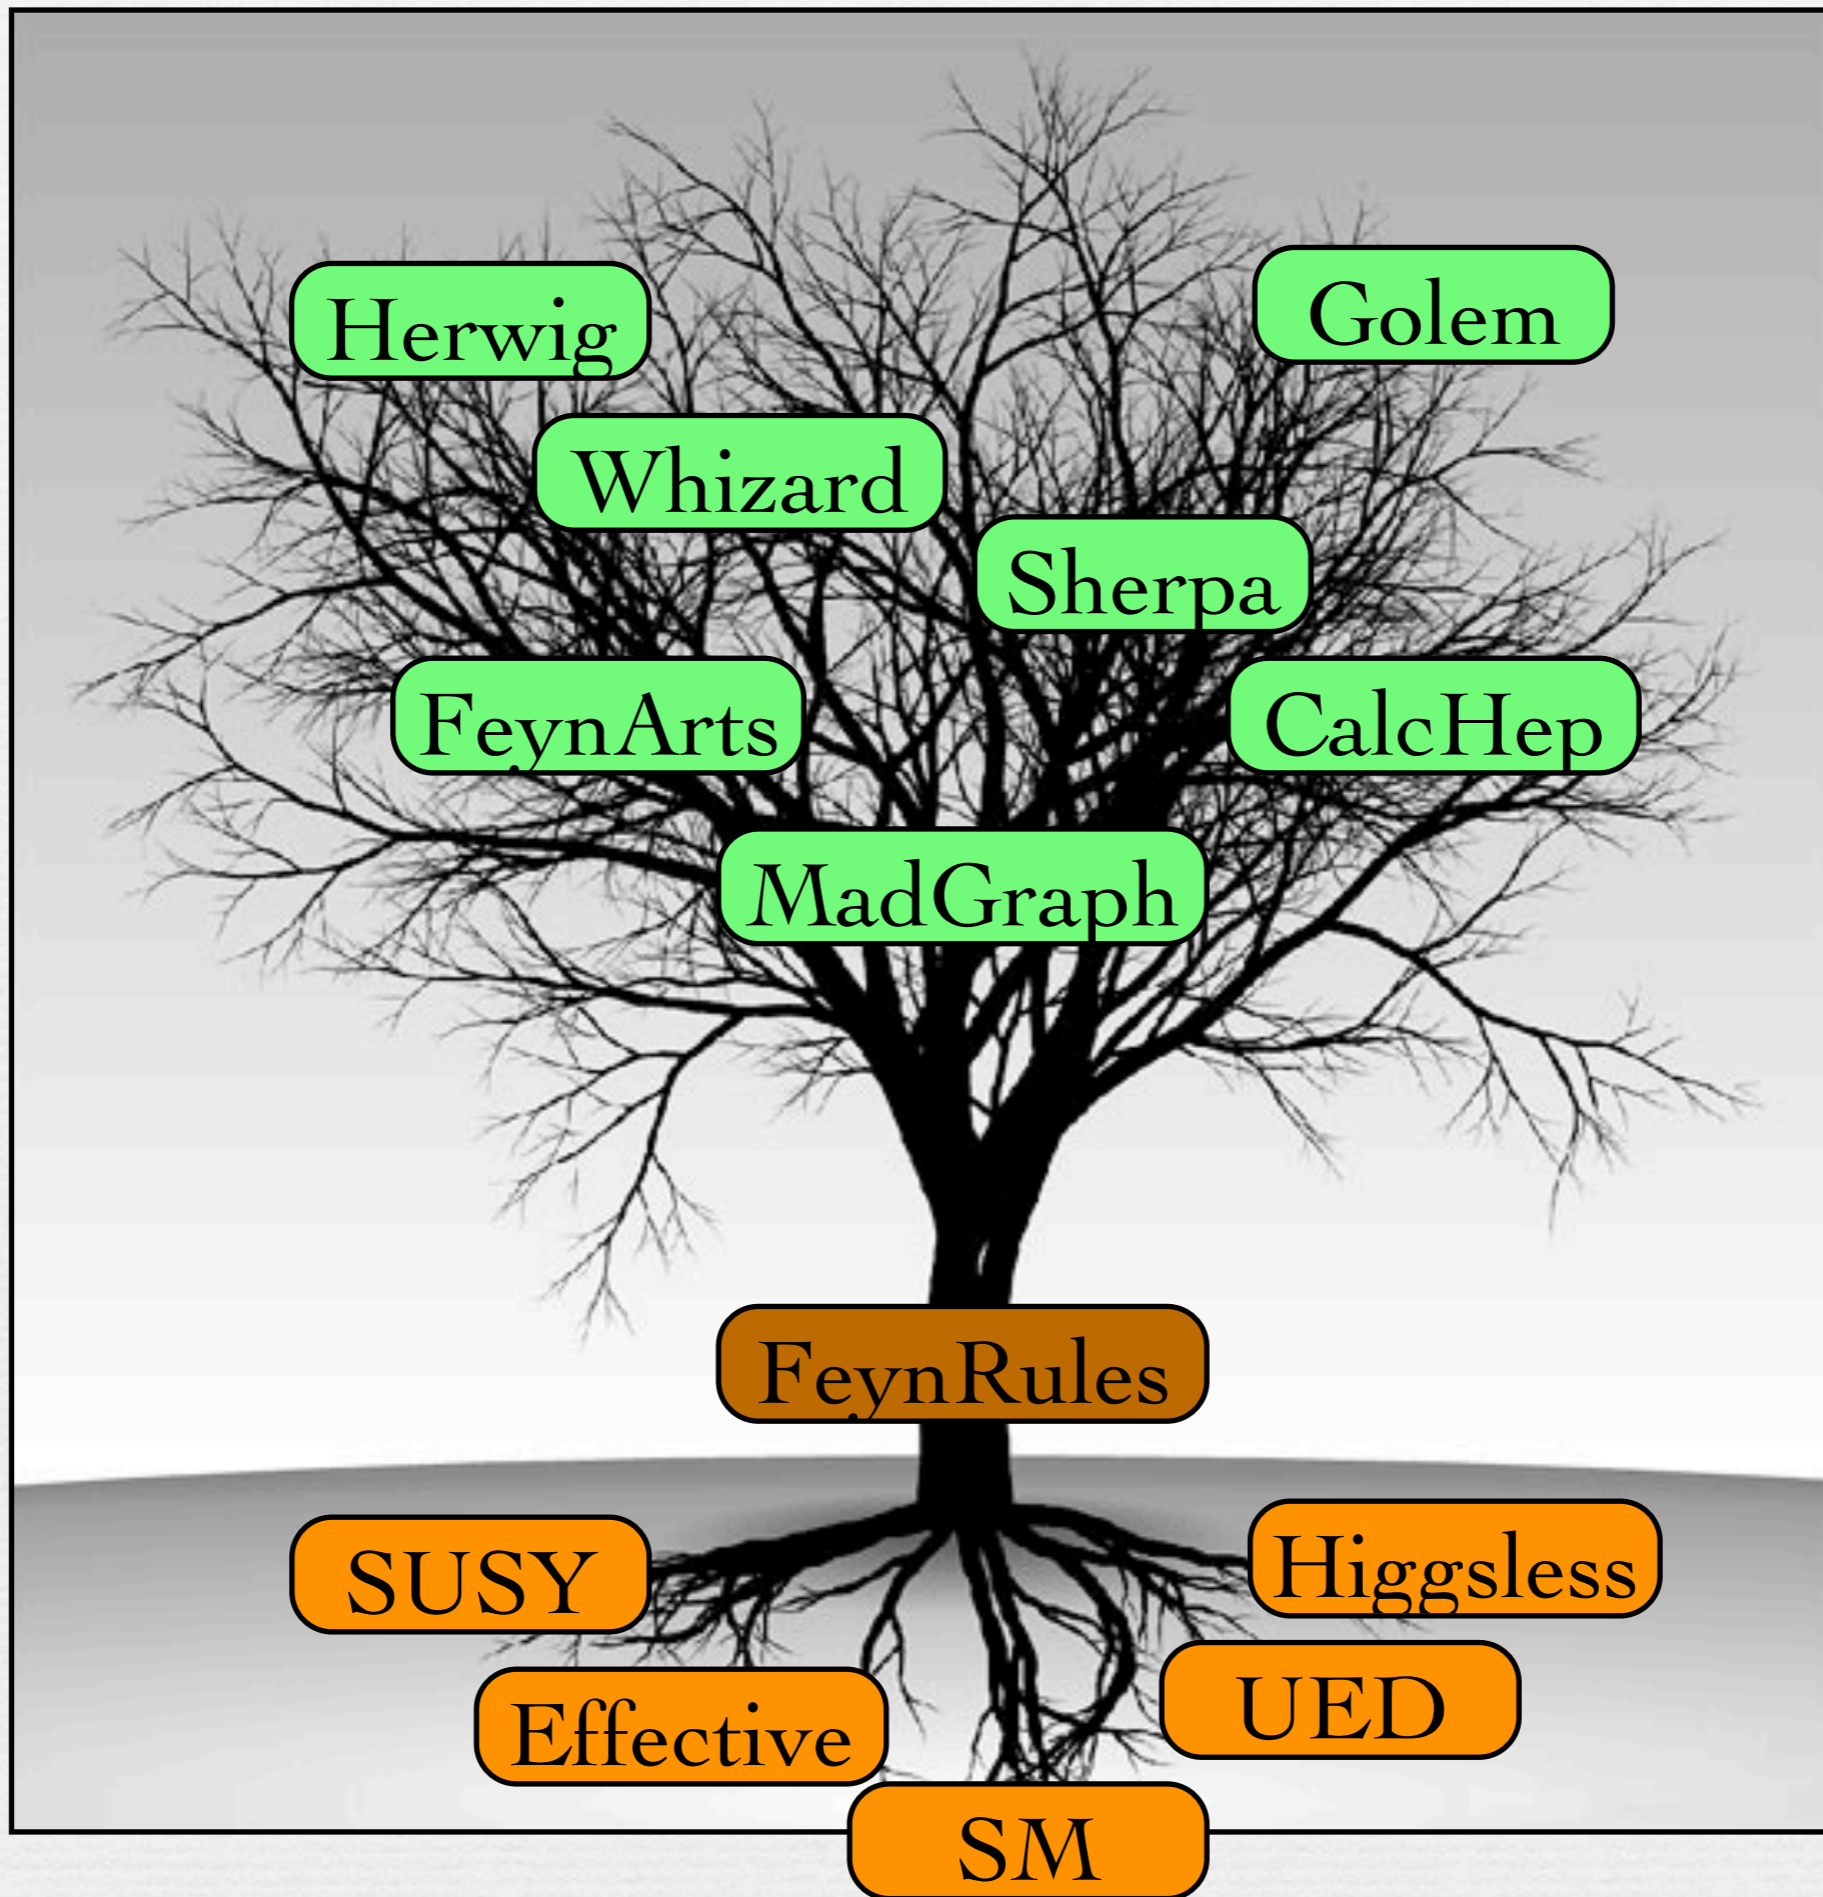 Herwig
Golem
Whizard
Sherpa
FeynArts
CalcHep
MadGraph
FeynRules
SUSY
Higgsless
Effective
UED
SM